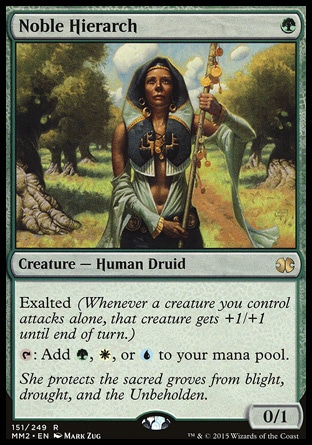 Noble Hierarch
Creature — Human Druid
Exalted (Whenever a creature you control
attacks alone, that creature gets +1/+1
until end of turn.)
: Add , , or to your mana pool.
She protects the sacred groves from blight,
drought, and the Unbeholden.
0/1
151/249 R
MM2 • EN Mark Zug
™ & © 2015 Wizards of the Coast